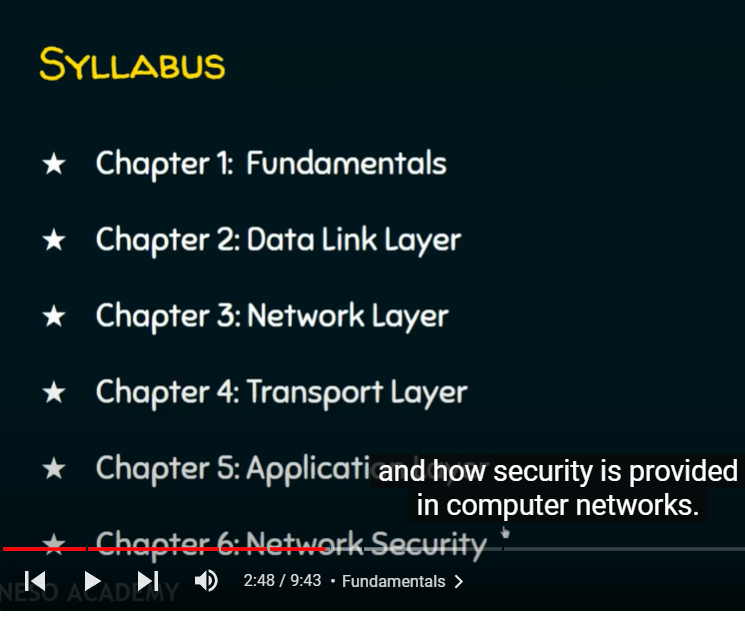 SYLLABUS
★ Chapter 1: Fundamentals
★ Chapter 2: Data Link Layer
★ Chapter 3: Network Layer
★ Chapter 4: Transport Layer
★ Chapter 5: Application Layer
and how security is provided
in computer networks.
★ Chapter 6: Network Security
2:48 / 9:43 • Fundamentals >
NESO ACADEMY